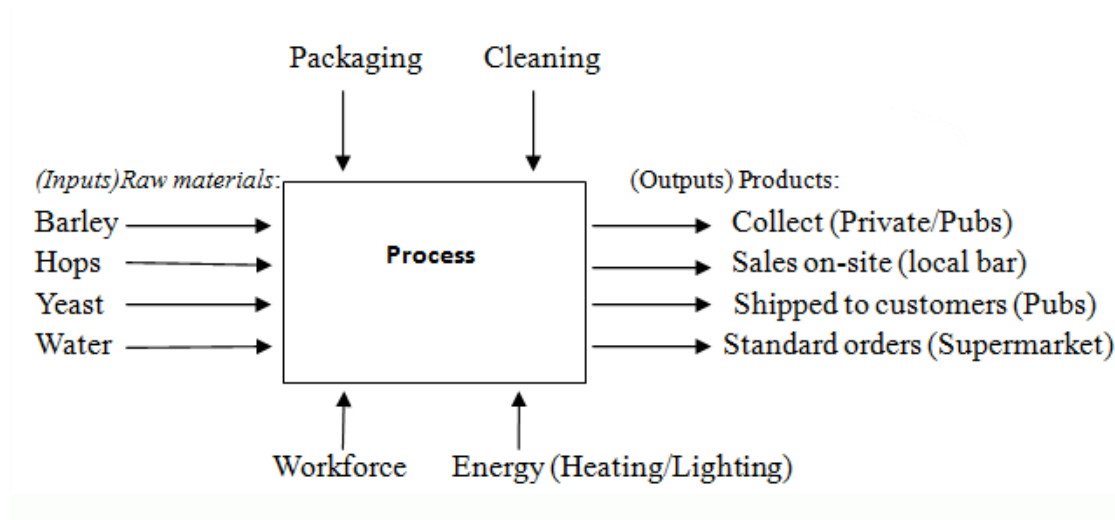 Packaging Cleaning
(Inputs)Raw materials: (Outputs) Products:
Barley Collect (Private/Pubs)
Hops Process Sales on-site (local bar)
Yeast Shipped to customers (Pubs)
Water Standard orders (Supermarket)
Workforce Energy (Heating/Lighting)